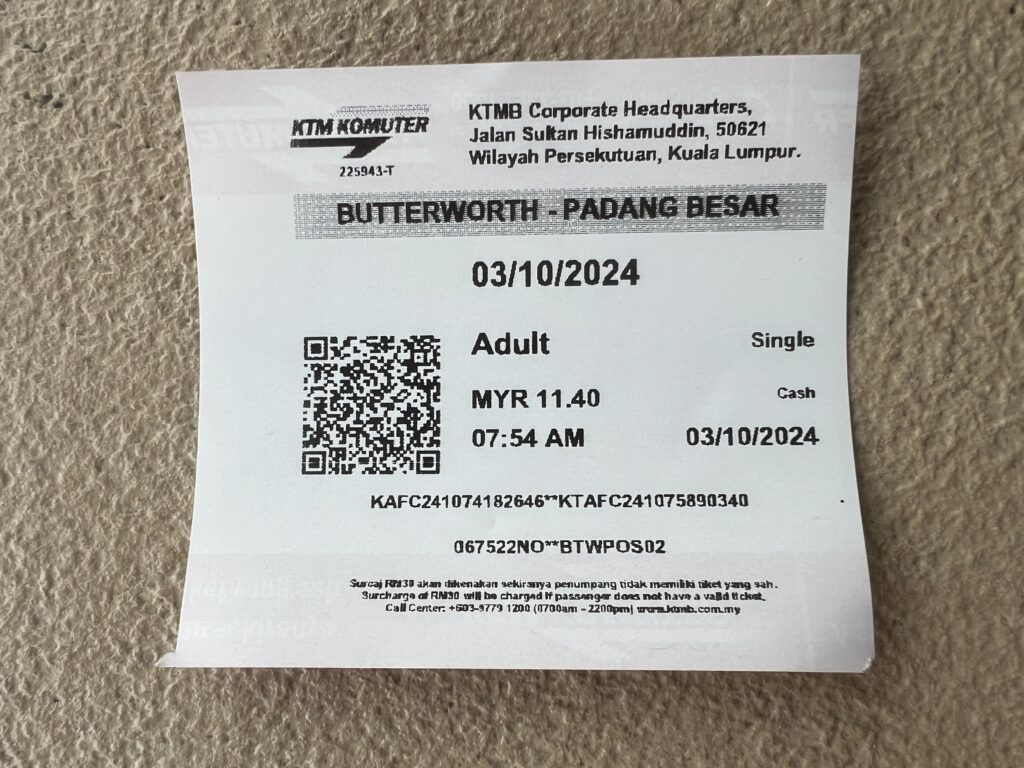 KTM KOMUTER
225943-T
KTMB Corporate Headquarters,
Jalan Sultan Hishamuddin, 50621
Wilayah Persekutuan, Kuala Lumpur.
BUTTERWORTH - PADANG BESAR
03/10/2024
Adult Single
MYR 11.40 Cash
07:54 AM 03/10/2024
KAFC241074182646**KTAFC241075890340
067522NO**BTWPOS02
Surcaj RM30 akan dikenakan sekiranya penumpang tidak memiliki tiket yang sah.
Surcharge of RM30 will be charged if passenger does not have a valid ticket.
Call Center: +603-9779 1200 (0700am - 2200pm) www.ktmb.com.my